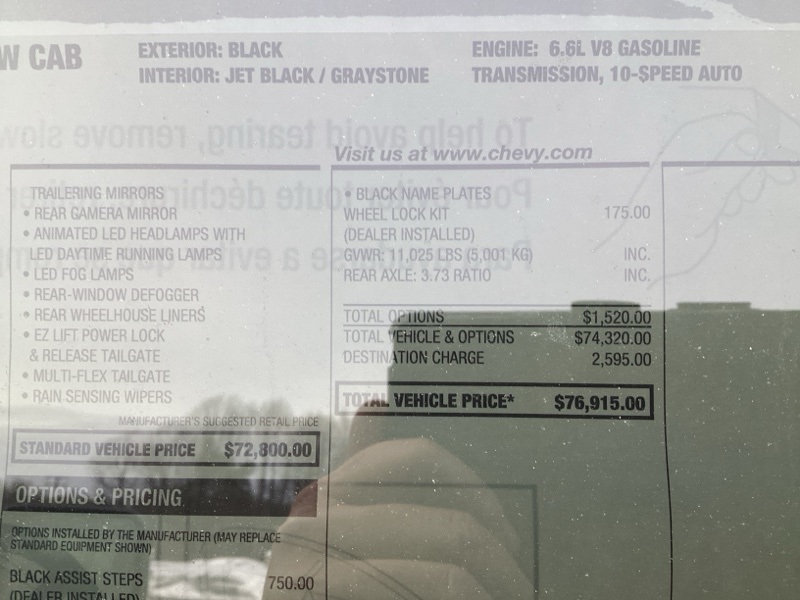 W CAB
EXTERIOR: BLACK
INTERIOR: JET BLACK / GRAYSTONE
ENGINE: 6.6L V8 GASOLINE
TRANSMISSION, 10-SPEED AUTO
To help avoid tearing, remove slow
Visit us at www.chevy.com
TRAILERING MIRRORS
• REAR CAMERA MIRROR
• ANIMATED LED HEADLAMPS WITH
LED DAYTIME RUNNING LAMPS
• LED FOG LAMPS
• REAR-WINDOW DEFOGGER
• REAR WHEELHOUSE LINERS
• EZ LIFT POWER LOCK
& RELEASE TAILGATE
• MULTI-FLEX TAILGATE
• RAIN SENSING WIPERS
MANUFACTURER'S SUGGESTED RETAIL PRICE
STANDARD VEHICLE PRICE $72,800.00
OPTIONS & PRICING
OPTIONS INSTALLED BY THE MANUFACTURER (MAY REPLACE
STANDARD EQUIPMENT SHOWN)
BLACK ASSIST STEPS 750.00
(DEALER INSTALLED)
• BLACK NAME PLATES
WHEEL LOCK KIT 175.00
(DEALER INSTALLED)
GVWR: 11,025 LBS (5,001 KG) INC.
REAR AXLE: 3.73 RATIO INC.
TOTAL OPTIONS $1,520.00
TOTAL VEHICLE & OPTIONS $74,320.00
DESTINATION CHARGE 2,595.00
TOTAL VEHICLE PRICE* $76,915.00